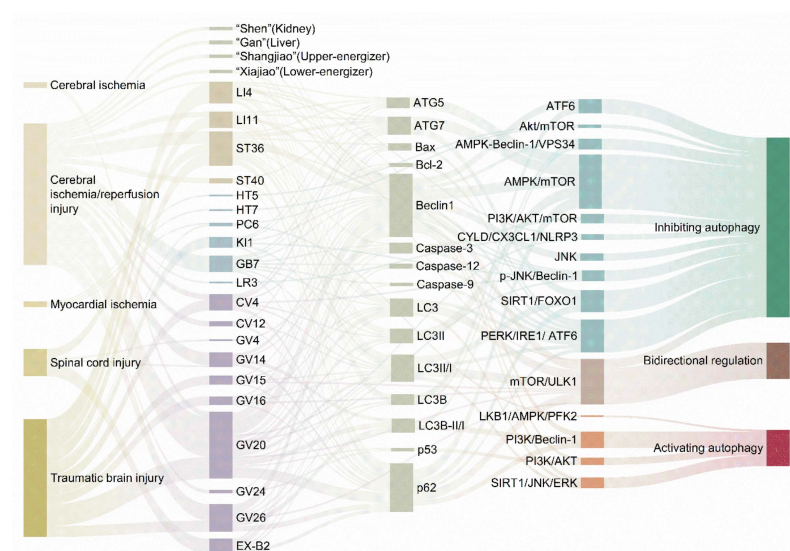 Cerebral ischemia
Cerebral
ischemia/reperfusion
injury
Myocardial ischemia
Spinal cord injury
Traumatic brain injury
“Shen”(Kidney)
“Gan”(Liver)
“Shangjiao”(Upper-energizer)
“Xiajiao”(Lower-energizer)
LI4
LI11
ST36
ST40
HT5
HT7
PC6
KI1
GB7
LR3
CV4
CV12
GV4
GV14
GV15
GV16
GV20
GV24
GV26
EX-B2
ATG5
ATG7
Bax
Bcl-2
Beclin1
Caspase-3
Caspase-12
Caspase-9
LC3
LC3II
LC3II/I
LC3B
LC3B-II/I
p53
p62
ATF6
Akt/mTOR
AMPK-Beclin-1/VPS34
AMPK/mTOR
PI3K/AKT/mTOR
CYLD/CX3CL1/NLRP3
JNK
p-JNK/Beclin-1
SIRT1/FOXO1
PERK/IRE1/ ATF6
mTOR/ULK1
LKB1/AMPK/PFK2
PI3K/Beclin-1
PI3K/AKT
SIRT1/JNK/ERK
Inhibiting autophagy
Bidirectional regulation
Activating autophagy